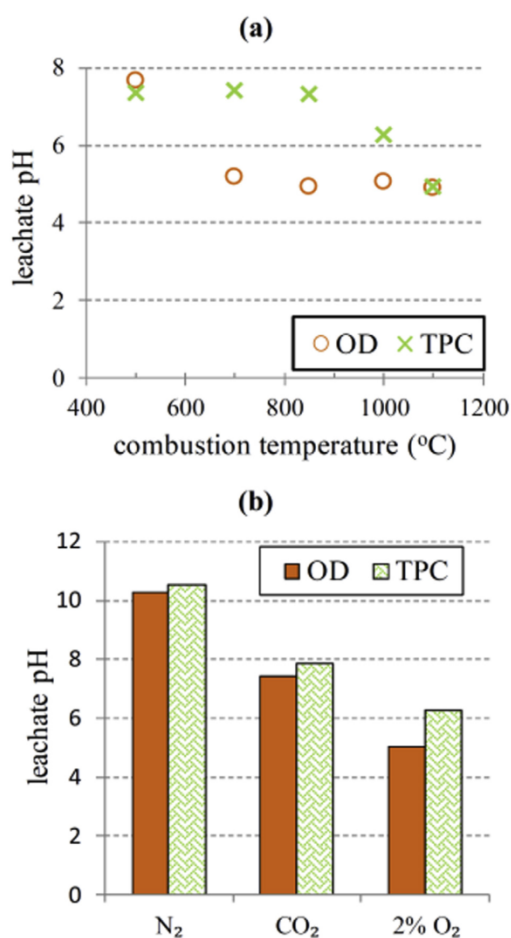 (a)
8
6
4
2
0
leachate pH
OD TPC
400 600 800 1000 1200
combustion temperature (°C)
(b)
12
10
8
6
4
2
0
leachate pH
OD TPC
N₂ CO₂ 2% O₂